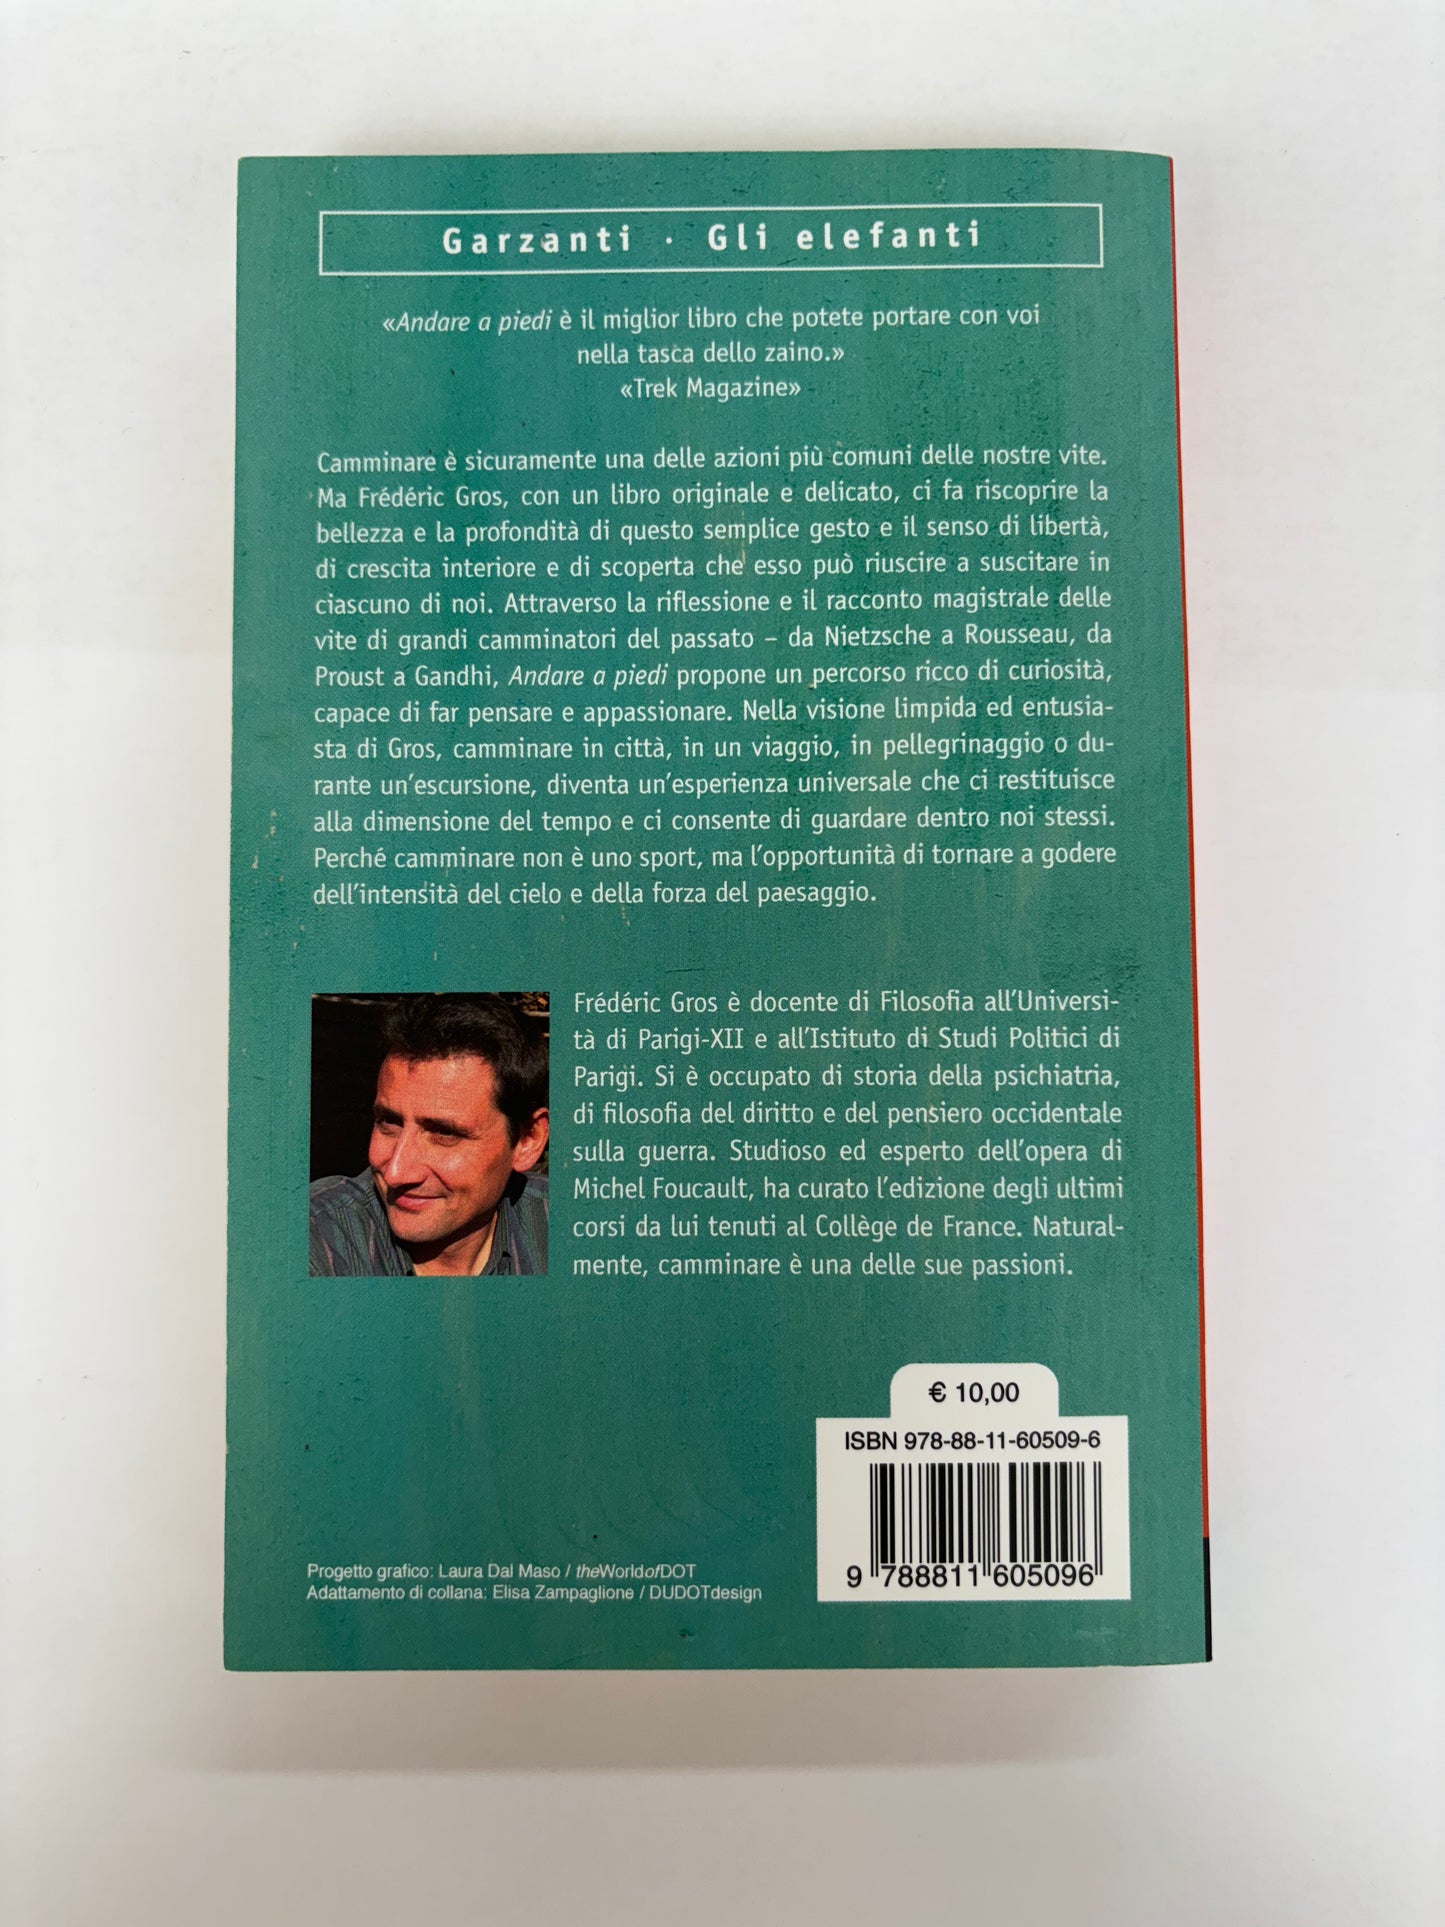 Garzanti · Gli elefanti
«Andare a piedi è il miglior libro che potete portare con voi
nella tasca dello zaino.»
«Trek Magazine»
Camminare è sicuramente una delle azioni più comuni delle nostre vite.
Ma Frédéric Gros, con un libro originale e delicato, ci fa riscoprire la
bellezza e la profondità di questo semplice gesto e il senso di libertà,
di crescita interiore e di scoperta che esso può riuscire a suscitare in
ciascuno di noi. Attraverso la riflessione e il racconto magistrale delle
vite di grandi camminatori del passato – da Nietzsche a Rousseau, da
Proust a Gandhi, Andare a piedi propone un percorso ricco di curiosità,
capace di far pensare e appassionare. Nella visione limpida ed entusia-
sta di Gros, camminare in città, in un viaggio, in pellegrinaggio o du-
rante un'escursione, diventa un'esperienza universale che ci restituisce
alla dimensione del tempo e ci consente di guardare dentro noi stessi.
Perché camminare non è uno sport, ma l'opportunità di tornare a godere
dell'intensità del cielo e della forza del paesaggio.
Frédéric Gros è docente di Filosofia all'Universi-
tà di Parigi-XII e all'Istituto di Studi Politici di
Parigi. Si è occupato di storia della psichiatria,
di filosofia del diritto e del pensiero occidentale
sulla guerra. Studioso ed esperto dell'opera di
Michel Foucault, ha curato l'edizione degli ultimi
corsi da lui tenuti al Collège de France. Natural-
mente, camminare è una delle sue passioni.
€ 10,00
ISBN 978-88-11-60509-6
9 788811 605096
Progetto grafico: Laura Dal Maso / theWorldofDOT
Adattamento di collana: Elisa Zampaglione / DUDOTdesign